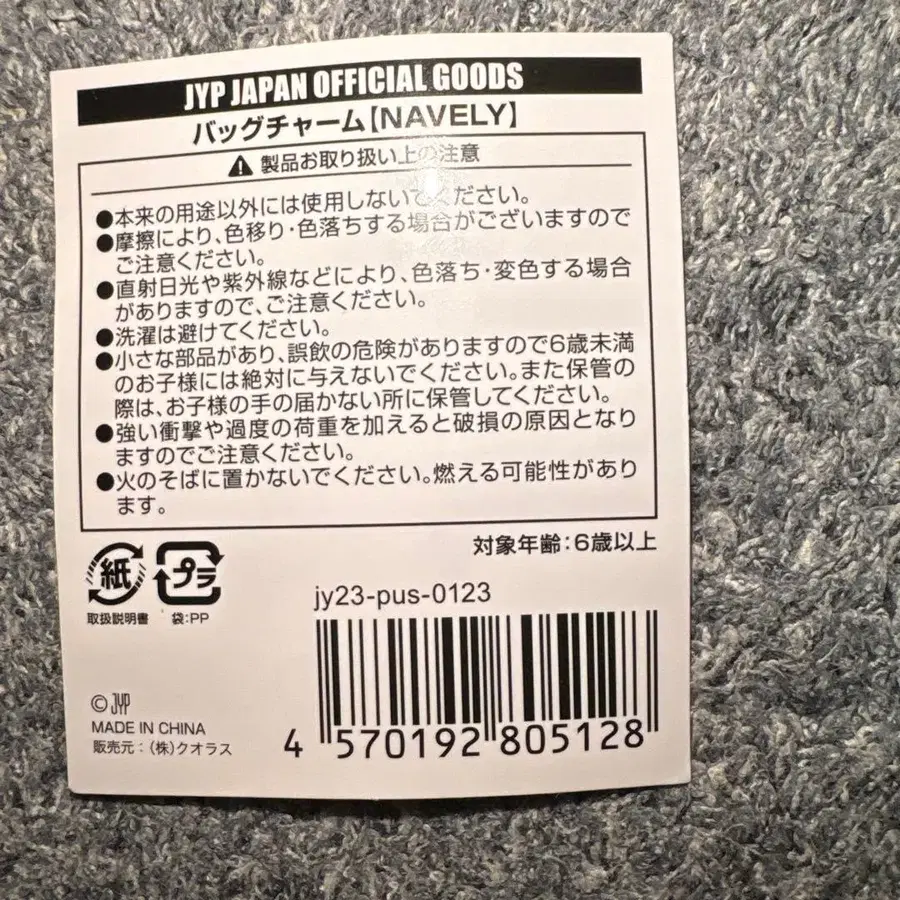 JYP JAPAN OFFICIAL GOODS
バッグチャーム【NAVELY】
製品お取り扱い上の注意
●本来の用途以外には使用しないでください。
●摩擦により、色移り・色落ちする場合がございますので
ご注意ください。
●直射日光や紫外線などにより、色落ち・変色する場合
がありますので、ご注意ください。
●洗濯は避けてください。
●小さな部品があり、誤飲の危険がありますので6歳未満
のお子様には絶対に与えないでください。また保管の
際は、お子様の手の届かない所に保管してください。
●強い衝撃や過度の荷重を加えると破損の原因となり
ますのでご注意ください。
●火のそばに置かないでください。燃える可能性があり
ます。
対象年齢：6歳以上
紙 プラ
取扱説明書 袋：PP
jy23-pus-0123
4 570192 805128
© JYP
MADE IN CHINA
販売元：（株）クオラス